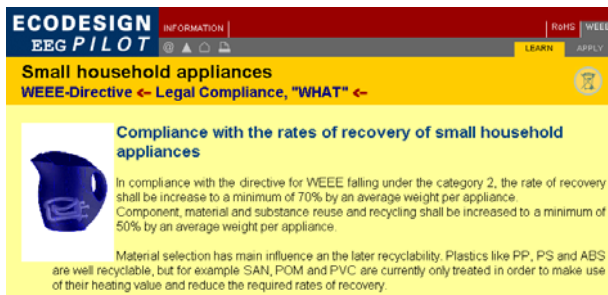 ECODESIGN INFORMATION RoHS WEEE
EEG PILOT LEARN APPLY
Small household appliances
WEEE-Directive <- Legal Compliance, "WHAT" <-
Compliance with the rates of recovery of small household
appliances
In compliance with the directive for WEEE falling under the category 2, the rate of recovery
shall be increase to a minimum of 70% by an average weight per appliance.
Component, material and substance reuse and recycling shall be increased to a minimum of
50% by an average weight per appliance.
Material selection has main influence an the later recyclability. Plastics like PP, PS and ABS
are well recyclable, but for example SAN, POM and PVC are currently only treated in order to make use
of their heating value and reduce the required rates of recovery.